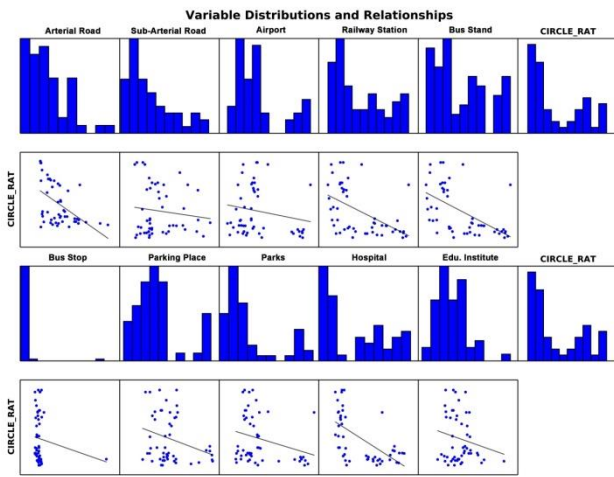 Variable Distributions and Relationships
Arterial Road Sub-Arterial Road Airport Railway Station Bus Stand CIRCLE_RAT
CIRCLE_RAT
Bus Stop Parking Place Parks Hospital Edu. Institute CIRCLE_RAT
CIRCLE_RAT